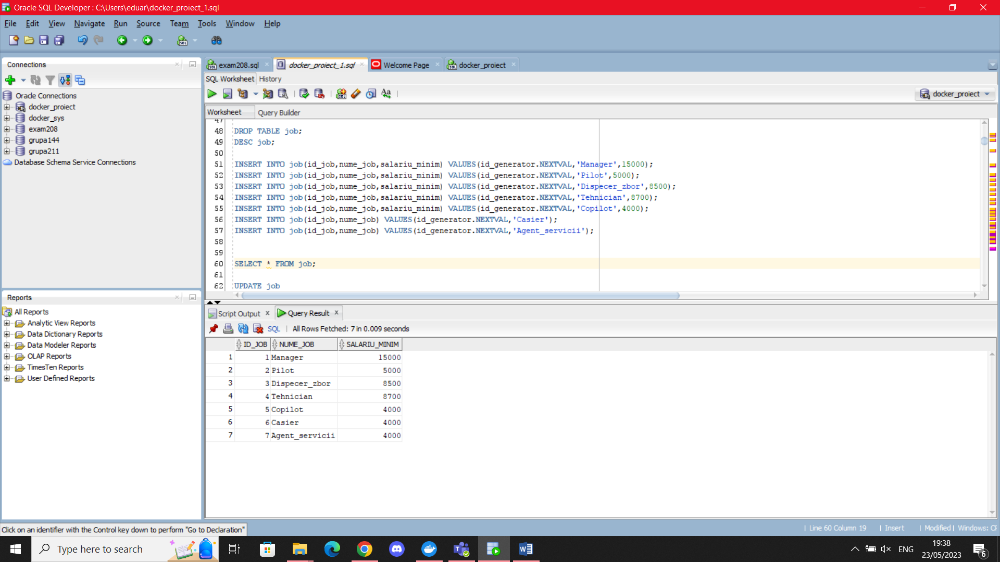 Oracle SQL Developer : C:\Users\eduar\docker_proiect_1.sql
File Edit View Navigate Run Source Team Tools Window Help
Connections
Oracle Connections
docker_proiect
docker_sys
exam208
grupa144
grupa211
Database Schema Service Connections
Reports
All Reports
Analytic View Reports
Data Dictionary Reports
Data Modeler Reports
OLAP Reports
TimesTen Reports
User Defined Reports
exam208.sql docker_proiect_1.sql Welcome Page docker_proiect
SQL Worksheet History
docker_proiect
Worksheet Query Builder
47
48 DROP TABLE job;
49 DESC job;
50
51 INSERT INTO job(id_job,nume_job,salariu_minim) VALUES(id_generator.NEXTVAL,'Manager',15000);
52 INSERT INTO job(id_job,nume_job,salariu_minim) VALUES(id_generator.NEXTVAL,'Pilot',5000);
53 INSERT INTO job(id_job,nume_job,salariu_minim) VALUES(id_generator.NEXTVAL,'Dispecer_zbor',8500);
54 INSERT INTO job(id_job,nume_job,salariu_minim) VALUES(id_generator.NEXTVAL,'Tehnician',8700);
55 INSERT INTO job(id_job,nume_job,salariu_minim) VALUES(id_generator.NEXTVAL,'Copilot',4000);
56 INSERT INTO job(id_job,nume_job) VALUES(id_generator.NEXTVAL,'Casier');
57 INSERT INTO job(id_job,nume_job) VALUES(id_generator.NEXTVAL,'Agent_servicii');
58
59
60 SELECT * FROM job;
61
62 UPDATE job
Script Output Query Result
SQL All Rows Fetched: 7 in 0.009 seconds
ID_JOB NUME_JOB SALARIU_MINIM
1 1 Manager 15000
2 2 Pilot 5000
3 3 Dispecer_zbor 8500
4 4 Tehnician 8700
5 5 Copilot 4000
6 6 Casier 4000
7 7 Agent_servicii 4000
Click on an identifier with the Control key down to perform "Go to Declaration"
Line 60 Column 19 Insert Modified Windows: CF
Type here to search
ENG
19:38
23/05/2023
6